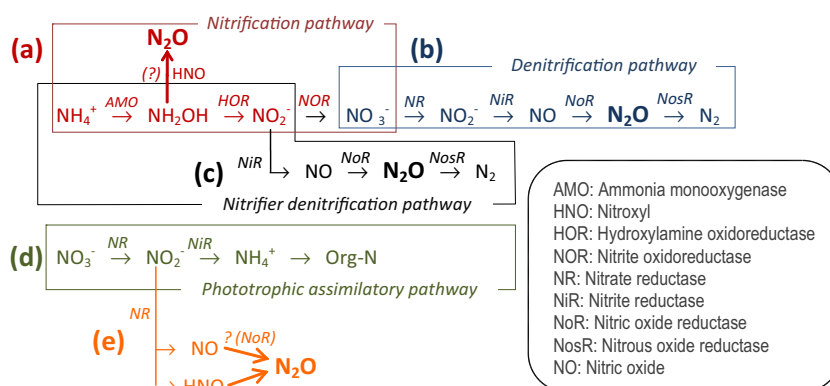 Nitrification pathway
(a)
N₂O
(b)
(?) HNO
Denitrification pathway
NH₄⁺ → AMO NH₂OH → HOR NO₂⁻ → NOR NO₃⁻ → NR NO₂⁻ → NiR NO → NoR N₂O → NosR N₂
(c)
NiR NO → NoR N₂O → NosR N₂
Nitrifier denitrification pathway
(d)
NO₃⁻ → NR NO₂⁻ → NiR NH₄⁺ → Org-N
Phototrophic assimilatory pathway
NR
(e)
→ NO ? (NoR)
N₂O
→ HNO
AMO: Ammonia monooxygenase
HNO: Nitroxyl
HOR: Hydroxylamine oxidoreductase
NOR: Nitrite oxidoreductase
NR: Nitrate reductase
NiR: Nitrite reductase
NoR: Nitric oxide reductase
NosR: Nitrous oxide reductase
NO: Nitric oxide